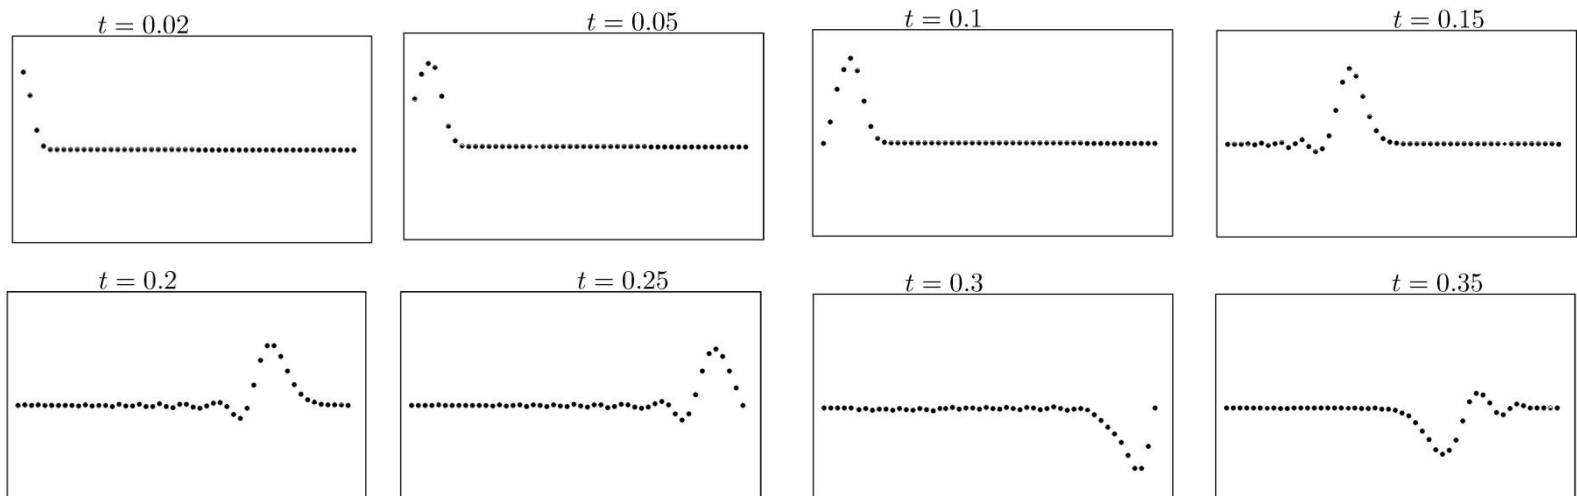 t = 0.02
t = 0.05
t = 0.1
t = 0.15
t = 0.2
t = 0.25
t = 0.3
t = 0.35